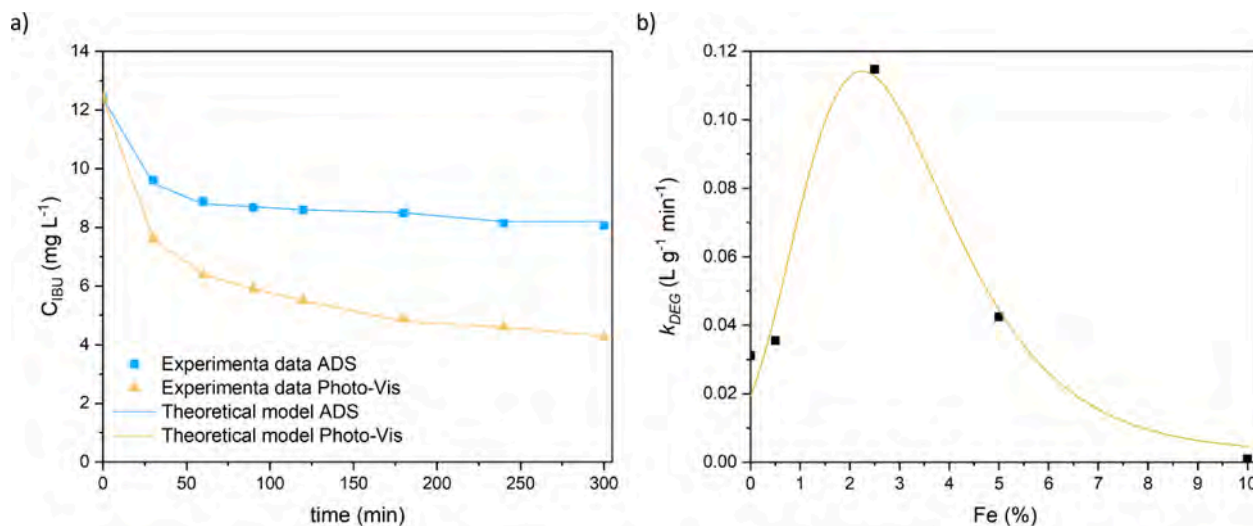 a)
14
12
10
8
6
4
2
0
C_IBU (mg L⁻¹)
Experimenta data ADS
Experimenta data Photo-Vis
Theoretical model ADS
Theoretical model Photo-Vis
0 50 100 150 200 250 300
time (min)
b)
0.12
0.10
0.08
0.06
0.04
0.02
0.00
k_DEG (L g⁻¹ min⁻¹)
0 1 2 3 4 5 6 7 8 9 10
Fe (%)